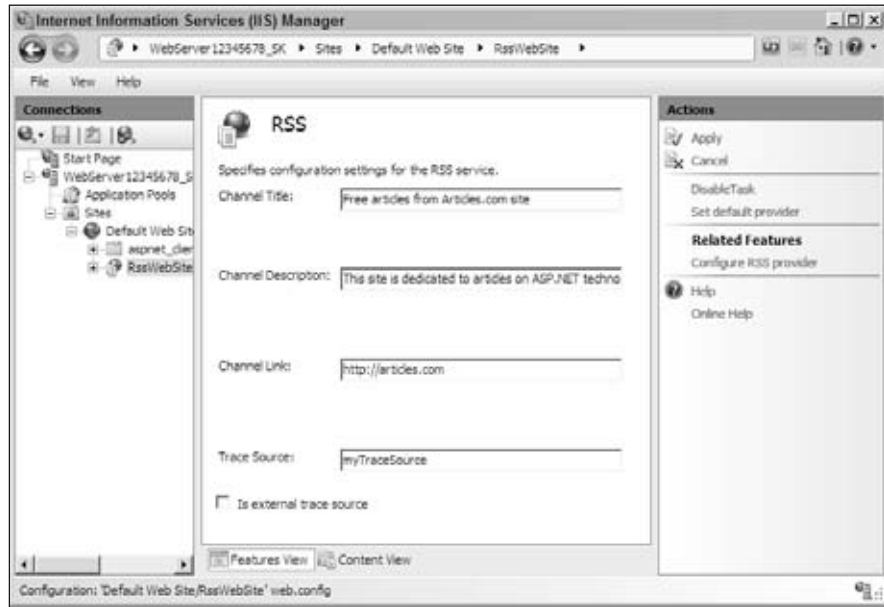 Internet Information Services (IIS) Manager
WebServer12345678_SK Sites Default Web Site RssWebSite
File View Help
Connections
Start Page
WebServer12345678_S
Application Pools
Sites
Default Web Sit
aspnet_clien
RssWebSite
RSS
Specifies configuration settings for the RSS service.
Channel Title: Free articles from Articles.com site
Channel Description: This site is dedicated to articles on ASP.NET techno
Channel Link: http://articles.com
Trace Source: myTraceSource
Is external trace source
Features View Content View
Actions
Apply
Cancel
DisableTask
Set default provider
Related Features
Configure RSS provider
Help
Online Help
Configuration: 'Default Web Site/RssWebSite' web.config